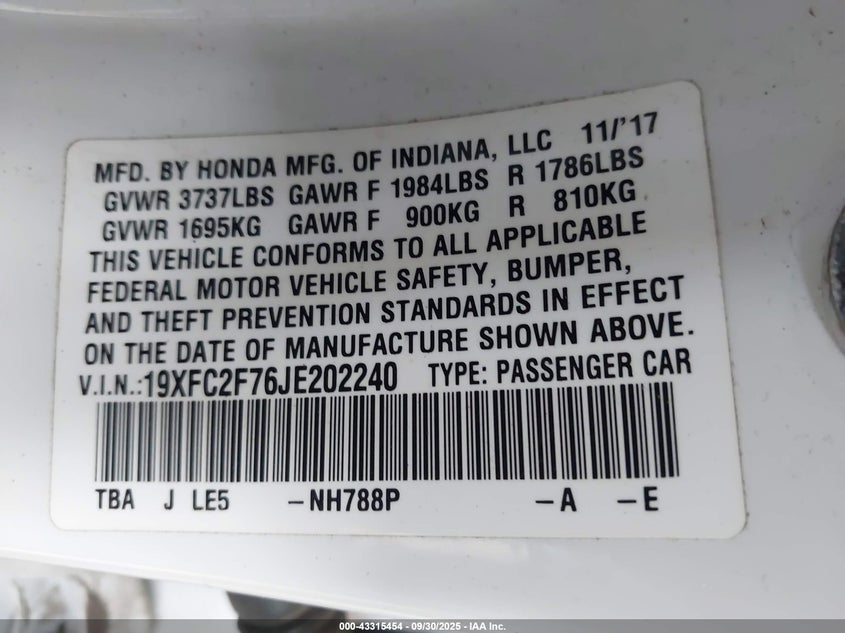 MFD. BY HONDA MFG. OF INDIANA, LLC 11/'17
GVWR 3737LBS GAWR F 1984LBS R 1786LBS
GVWR 1695KG GAWR F 900KG R 810KG
THIS VEHICLE CONFORMS TO ALL APPLICABLE
FEDERAL MOTOR VEHICLE SAFETY, BUMPER,
AND THEFT PREVENTION STANDARDS IN EFFECT
ON THE DATE OF MANUFACTURE SHOWN ABOVE.
V.I.N.:19XFC2F76JE202240 TYPE: PASSENGER CAR
TBA J LE5 -NH788P -A -E
000-43315454 - 09/30/2025 - IAA Inc.